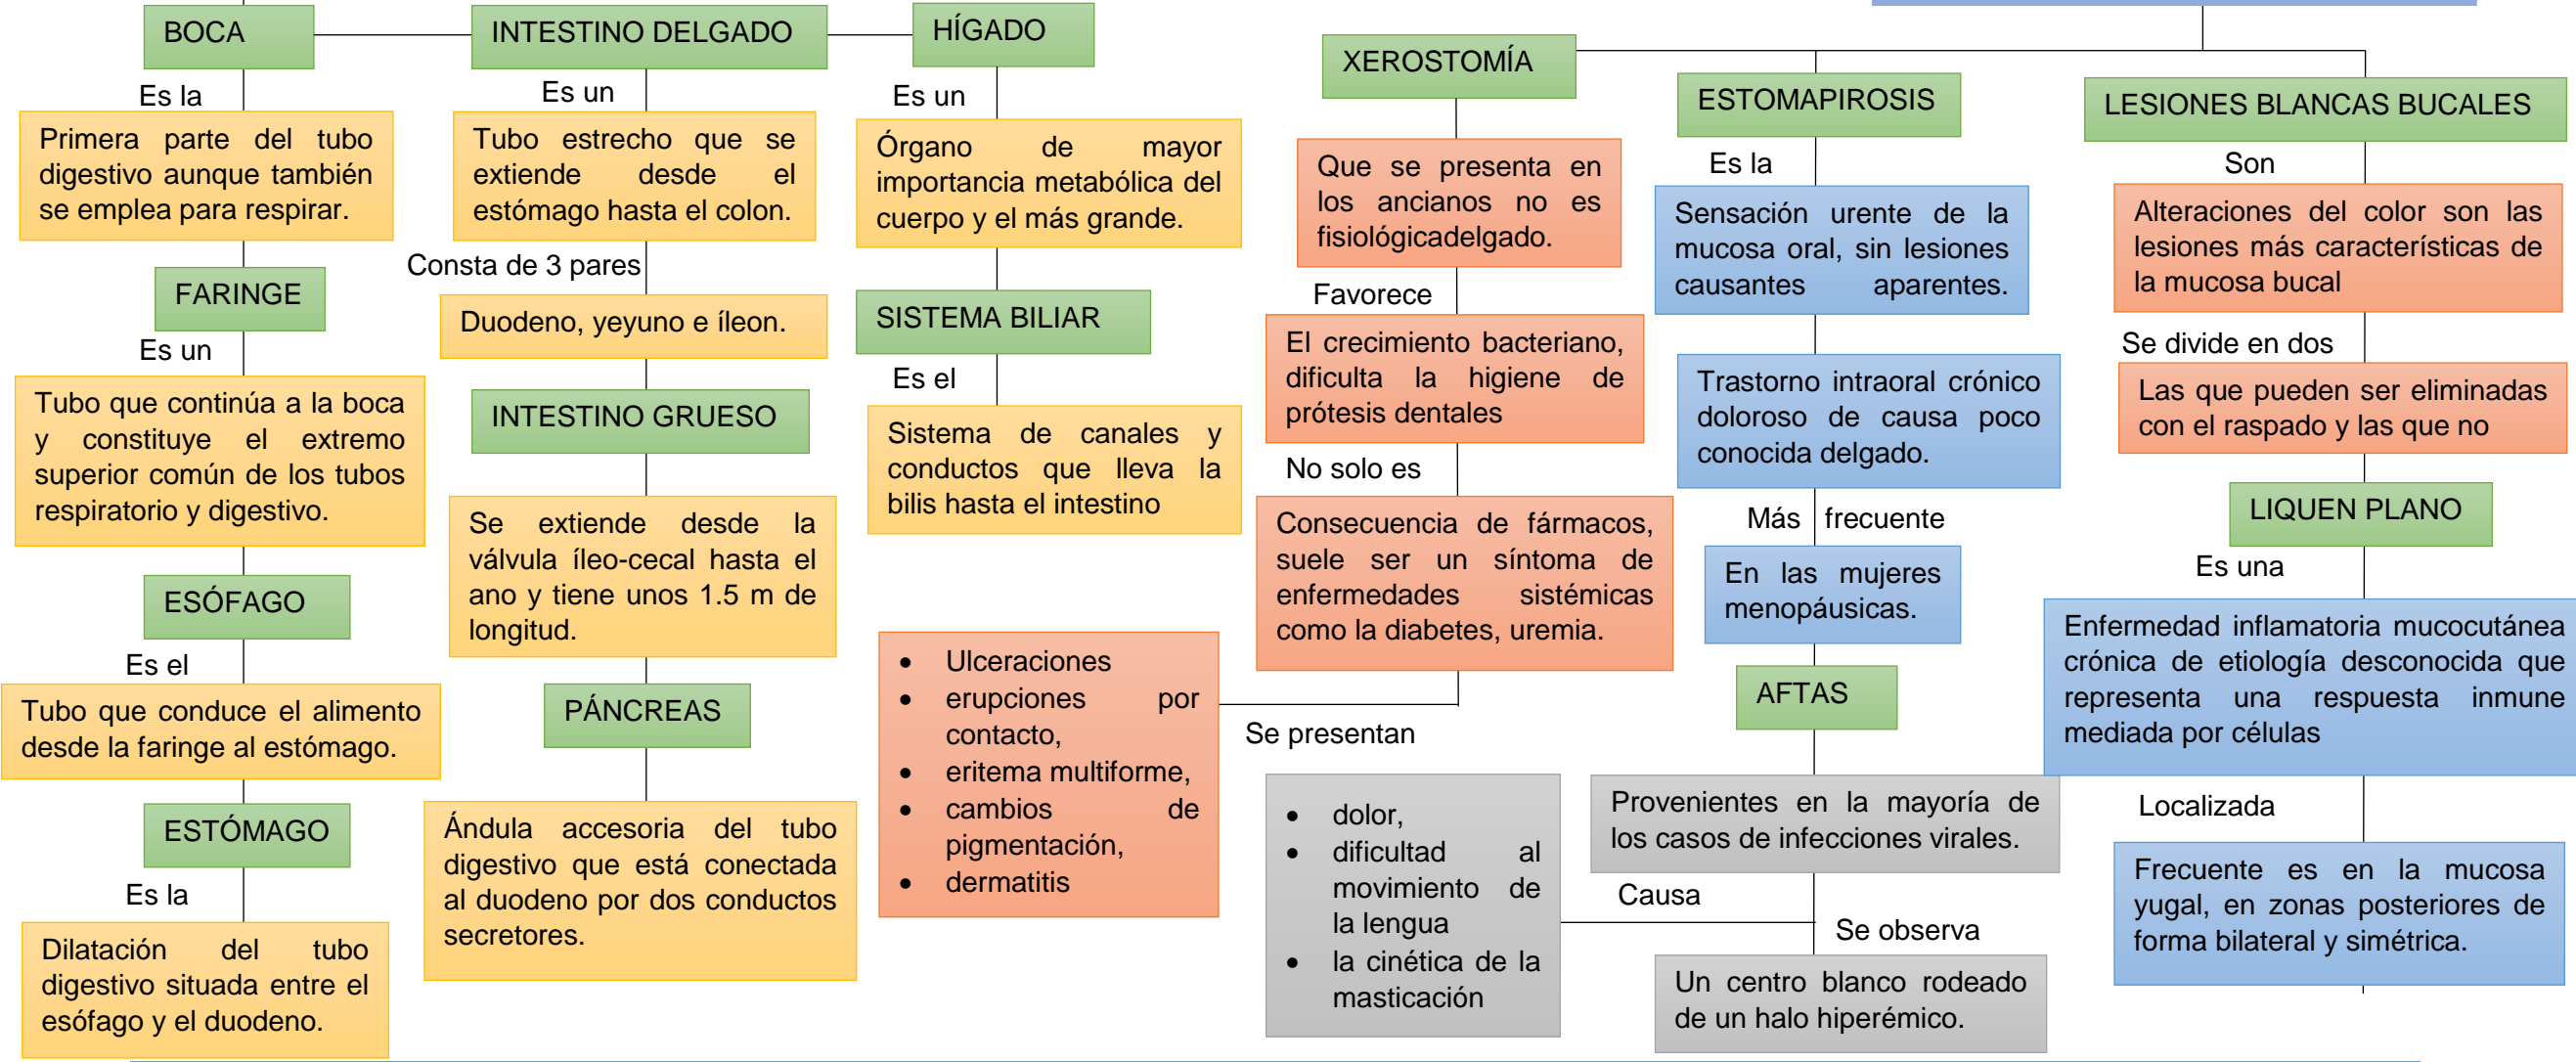 BOCA
Es la
Primera parte del tubo
digestivo aunque también
se emplea para respirar.
FARINGE
Es un
Tubo que continúa a la boca
y constituye el extremo
superior común de los tubos
respiratorio y digestivo.
ESÓFAGO
Es el
Tubo que conduce el alimento
desde la faringe al estómago.
ESTÓMAGO
Es la
Dilatación del tubo
digestivo situada entre el
esófago y el duodeno.
INTESTINO DELGADO
Es un
Tubo estrecho que se
extiende desde el
estómago hasta el colon.
Consta de 3 pares
Duodeno, yeyuno e íleon.
INTESTINO GRUESO
Se extiende desde la
válvula íleo-cecal hasta el
ano y tiene unos 1.5 m de
longitud.
PÁNCREAS
Ándula accesoria del tubo
digestivo que está conectada
al duodeno por dos conductos
secretores.
HÍGADO
Es un
Órgano de mayor
importancia metabólica del
cuerpo y el más grande.
SISTEMA BILIAR
Es el
Sistema de canales y
conductos que lleva la
bilis hasta el intestino
XEROSTOMÍA
Que se presenta en
los ancianos no es
fisiológicadelgado.
Favorece
El crecimiento bacteriano,
dificulta la higiene de
prótesis dentales
No solo es
Consecuencia de fármacos,
suele ser un síntoma de
enfermedades sistémicas
como la diabetes, uremia.
Se presentan
• Ulceraciones
• erupciones por
contacto,
• eritema multiforme,
• cambios de
pigmentación,
• dermatitis
ESTOMAPIROSIS
Es la
Sensación urente de la
mucosa oral, sin lesiones
causantes aparentes.
Trastorno intraoral crónico
doloroso de causa poco
conocida delgado.
Más frecuente
En las mujeres
menopáusicas.
AFTAS
Provenientes en la mayoría de
los casos de infecciones virales.
Causa
• dolor,
• dificultad al
movimiento de
la lengua
• la cinética de la
masticación
Se observa
Un centro blanco rodeado
de un halo hiperémico.
LESIONES BLANCAS BUCALES
Son
Alteraciones del color son las
lesiones más características de
la mucosa bucal
Se divide en dos
Las que pueden ser eliminadas
con el raspado y las que no
LIQUEN PLANO
Es una
Enfermedad inflamatoria mucocutánea
crónica de etiología desconocida que
representa una respuesta inmune
mediada por células
Localizada
Frecuente es en la mucosa
yugal, en zonas posteriores de
forma bilateral y simétrica.